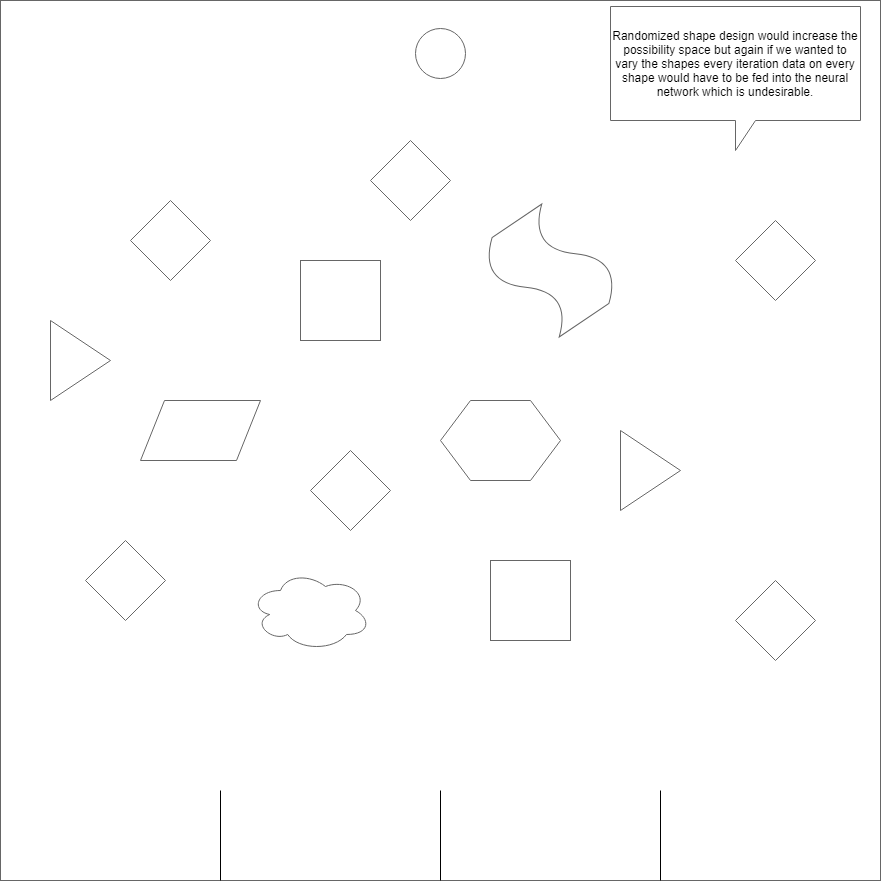 Randomized shape design would increase the
possibility space but again if we wanted to
vary the shapes every iteration data on every
shape would have to be fed into the neural
network which is undesirable.